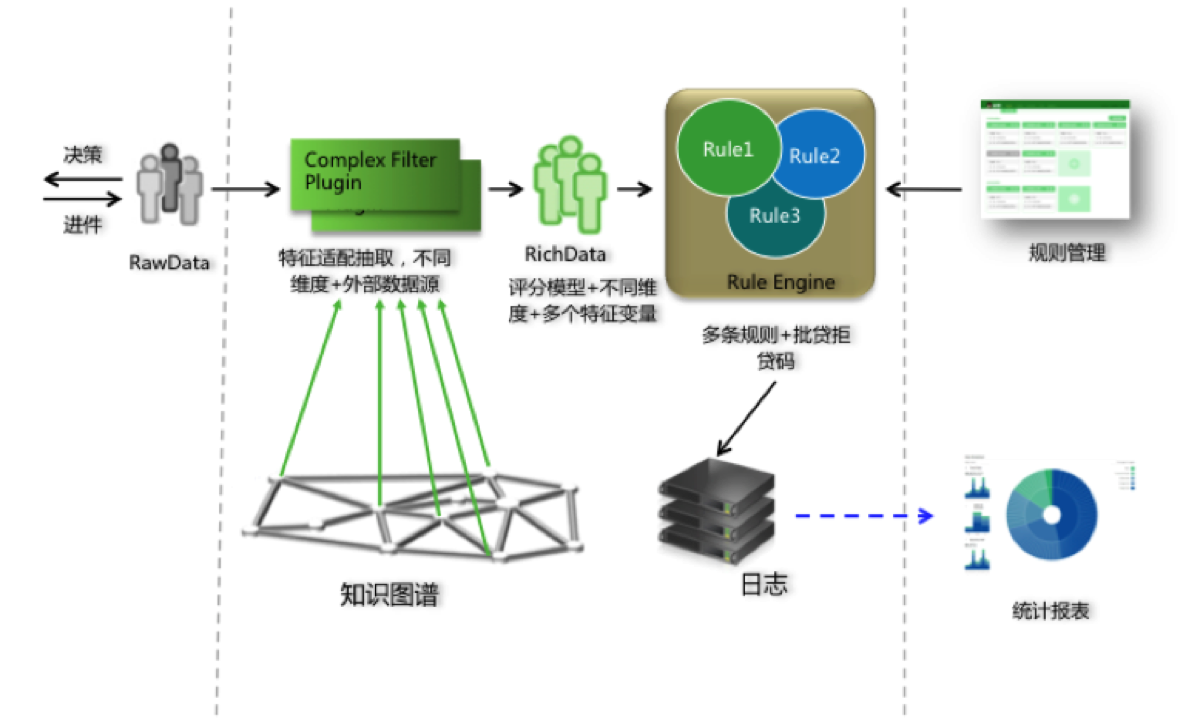 决策
进件
RawData
Complex Filter
Plugin
特征适配抽取，不同
维度+外部数据源
RichData
评分模型+不同维
度+多个特征变量
Rule1
Rule2
Rule3
Rule Engine
多条规则+批贷拒
贷码
规则管理
知识图谱
日志
统计报表